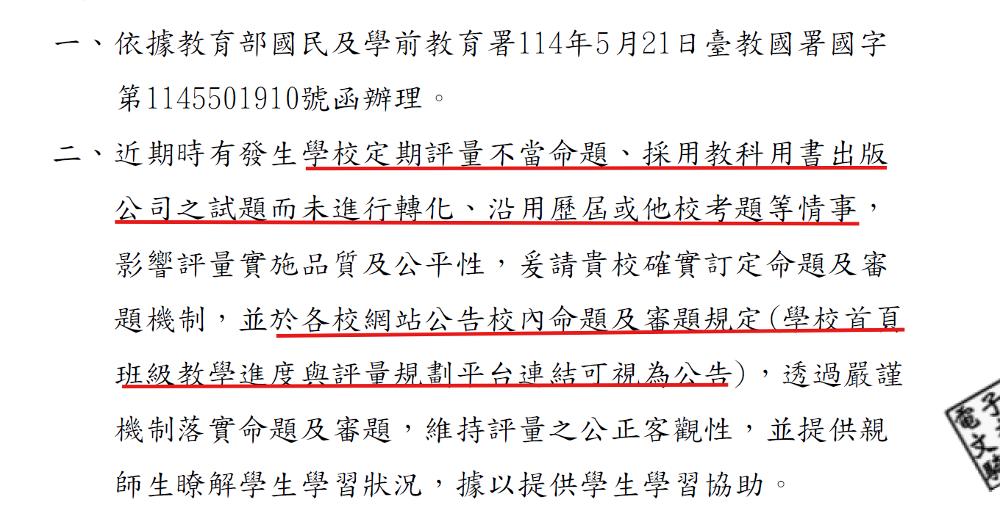 一、依據教育部國民及學前教育署114年5月21日臺教國署國字
第1145501910號函辦理。
二、近期時有發生學校定期評量不當命題、採用教科用書出版
公司之試題而未進行轉化、沿用歷屆或他校考題等情事,
影響評量實施品質及公平性,爰請貴校確實訂定命題及審
題機制,並於各校網站公告校內命題及審題規定(學校首頁
班級教學進度與評量規劃平台連結可視為公告),透過嚴謹
機制落實命題及審題,維持評量之公正客觀性,並提供親
師生瞭解學生學習狀況,據以提供學生學習協助。
電子
文